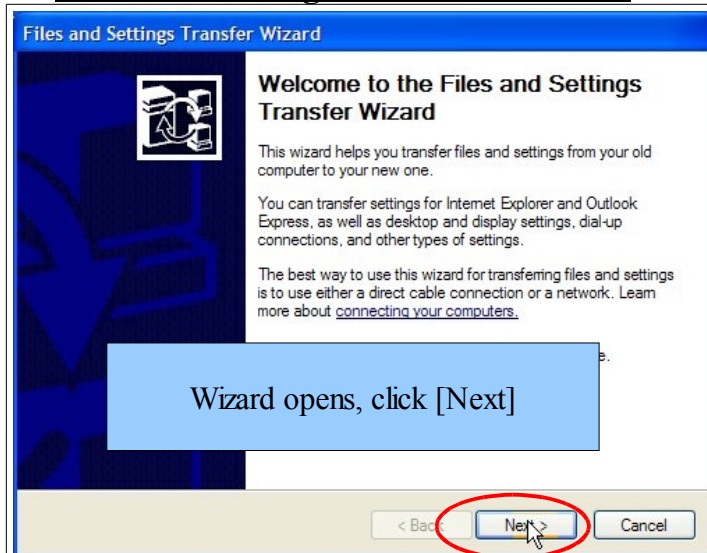 Files and Settings Transfer Wizard
Welcome to the Files and Settings
Transfer Wizard
This wizard helps you transfer files and settings from your old
computer to your new one.
You can transfer settings for Internet Explorer and Outlook
Express, as well as desktop and display settings, dial-up
connections, and other types of settings.
The best way to use this wizard for transferring files and settings
is to use either a direct cable connection or a network. Learn
more about connecting your computers.
Wizard opens, click [Next]
< Back Next > Cancel